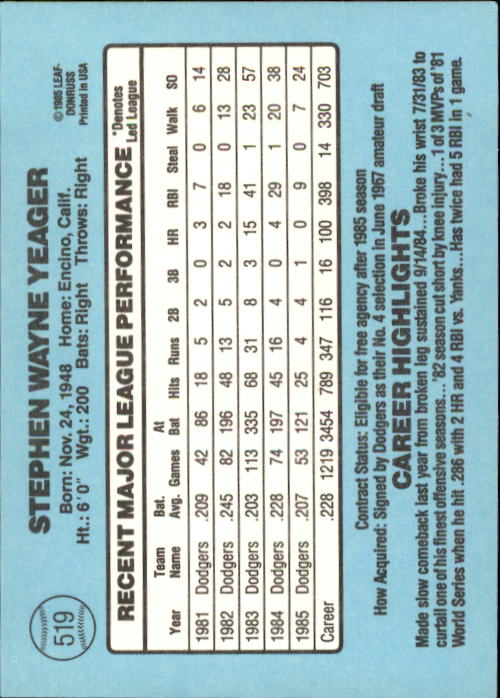 519
STEPHEN WAYNE YEAGER
©1985 LEAF-
DONRUSS
Printed in USA
Born: Nov. 24, 1948 Home: Encino, Calif.
Ht.: 6'0" Wgt.: 200 Bats: Right Throws: Right
RECENT MAJOR LEAGUE PERFORMANCE
*Denotes
Led League
Team Bat. At
Year Name Avg. Games Bat Hits Runs 2B 3B HR RBI Steal Walk SO
1981 Dodgers .209 42 86 18 5 2 0 3 7 0 6 14
1982 Dodgers .245 82 196 48 13 5 2 2 18 0 13 28
1983 Dodgers .203 113 335 68 31 8 3 15 41 1 23 57
1984 Dodgers .228 74 197 45 16 4 0 4 29 1 20 38
1985 Dodgers .207 53 121 25 4 4 1 0 9 0 7 24
Career .228 1219 3454 789 347 116 16 100 398 14 330 703
Contract Status: Eligible for free agency after 1985 season
How Acquired: Signed by Dodgers as their No. 4 selection in June 1967 amateur draft
CAREER HIGHLIGHTS
Made slow comeback last year from broken leg sustained 9/14/84...Broke his wrist 7/31/83 to
curtail one of his finest offensive seasons...'82 season cut short by knee injury...1 of 3 MVPs of '81
World Series when he hit .286 with 2 HR and 4 RBI vs. Yanks...Has twice had 5 RBI in 1 game.